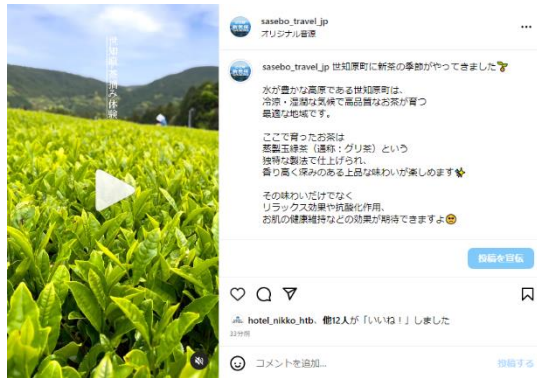 世知原 茶摘み体験
sasebo_travel_jp
オリジナル音源
sasebo_travel_jp 世知原町に新茶の季節がやってきました
水が豊かな高原である世知原町は、
冷涼・湿潤な気候で高品質なお茶が育つ
最適な地域です。
ここで育ったお茶は
蒸製玉緑茶（通称：グリ茶）という
独特な製法で仕上げられ、
香り高く深みのある上品な味わいが楽しめます
その味わいだけでなく
リラックス効果や抗酸化作用、
お肌の健康維持などの効果が期待できますよ
投稿を宣伝
hotel_nikko_htb、他12人が「いいね！」しました
22分前
コメントを追加...
投稿する